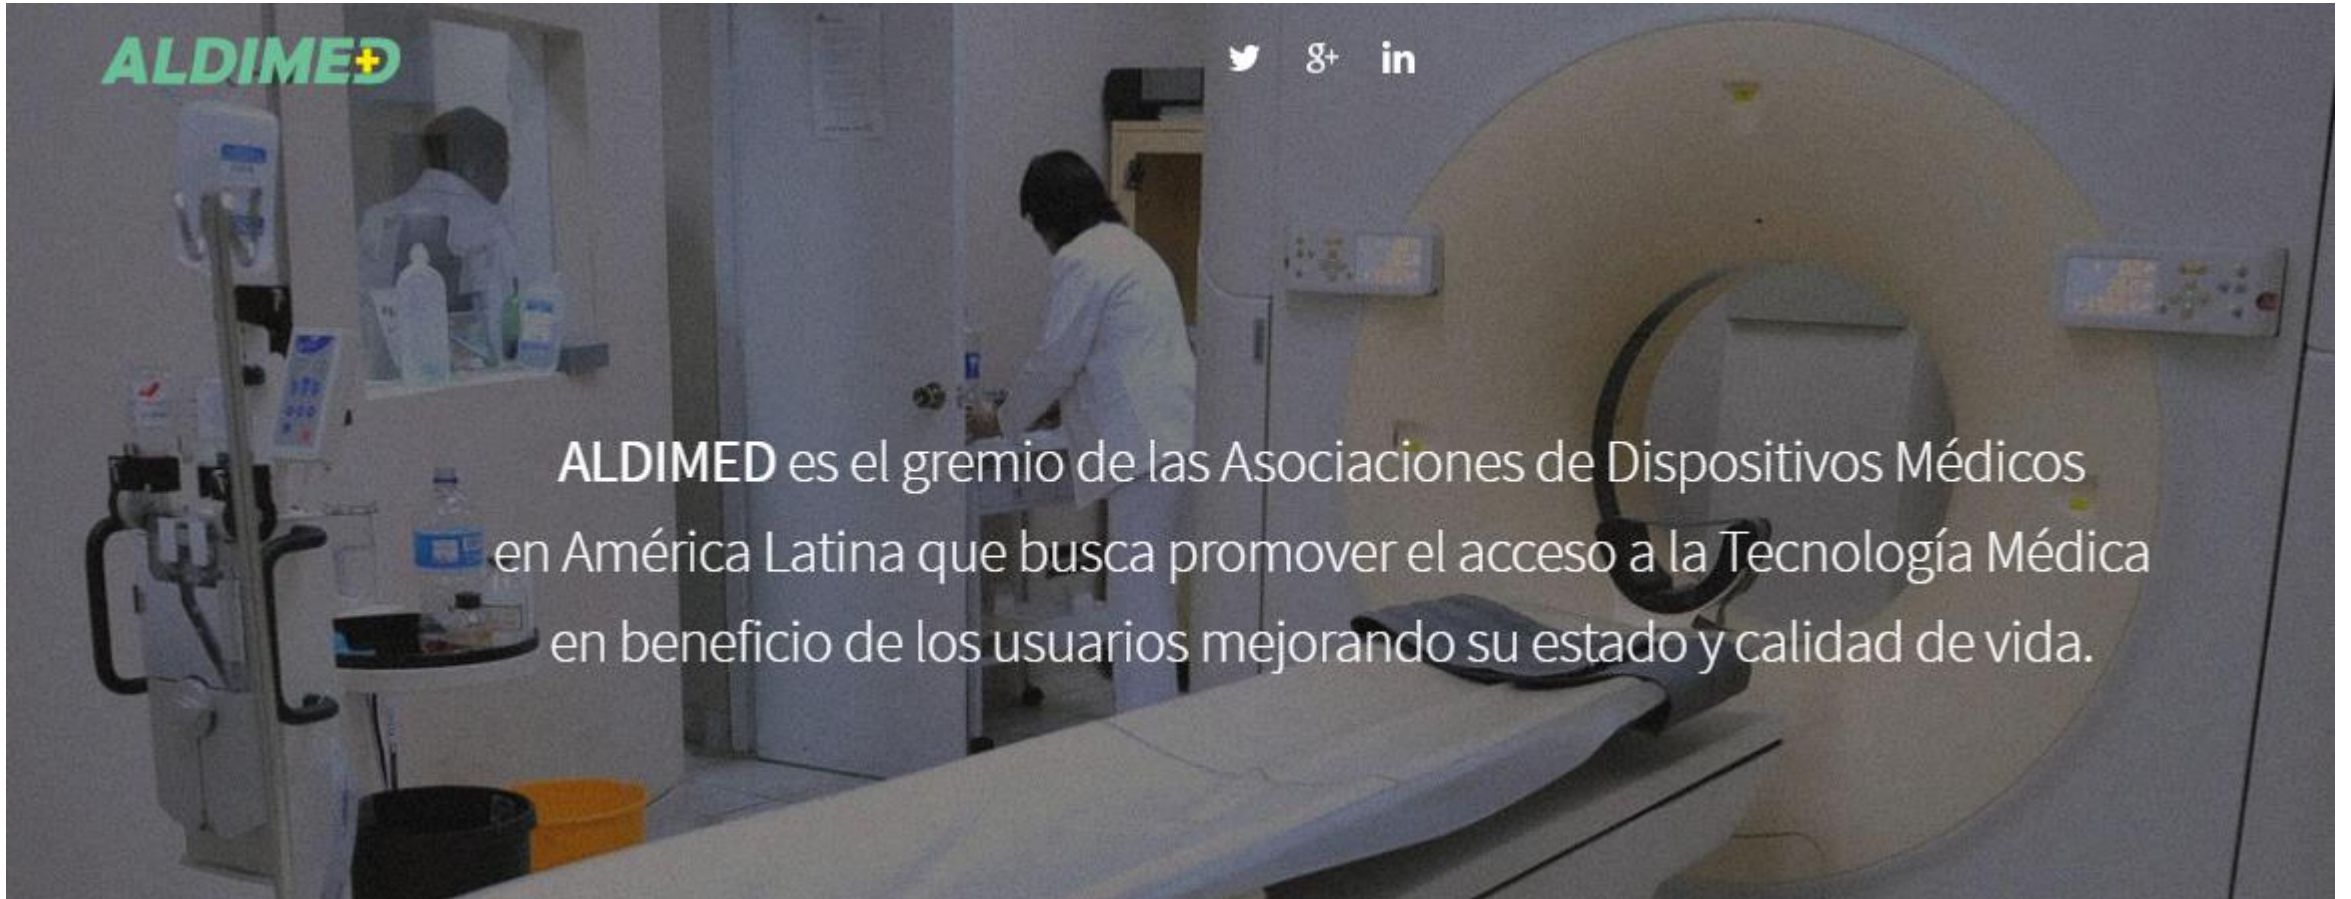 ALDIMED
g+
in
ALDIMED es el gremio de las Asociaciones de Dispositivos Médicos
en América Latina que busca promover el acceso a la Tecnología Médica
en beneficio de los usuarios mejorando su estado y calidad de vida.